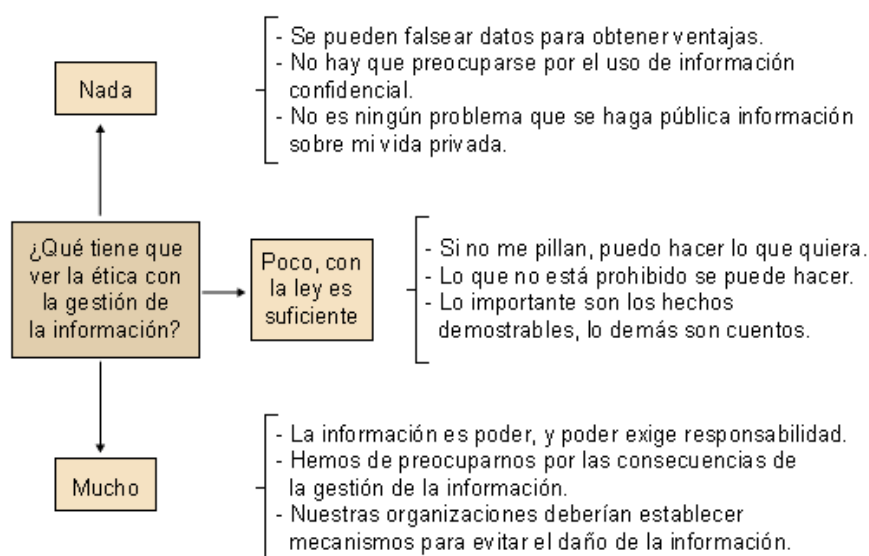 Nada
- Se pueden falsear datos para obtener ventajas.
- No hay que preocuparse por el uso de información
confidencial.
- No es ningún problema que se haga pública información
sobre mi vida privada.
¿Qué tiene que
ver la ética con
la gestión de
la información?
Poco, con
la ley es
suficiente
- Si no me pillan, puedo hacer lo que quiera.
- Lo que no está prohibido se puede hacer.
- Lo importante son los hechos
demostrables, lo demás son cuentos.
Mucho
- La información es poder, y poder exige responsabilidad.
- Hemos de preocuparnos por las consecuencias de
la gestión de la información.
- Nuestras organizaciones deberían establecer
mecanismos para evitar el daño de la información.